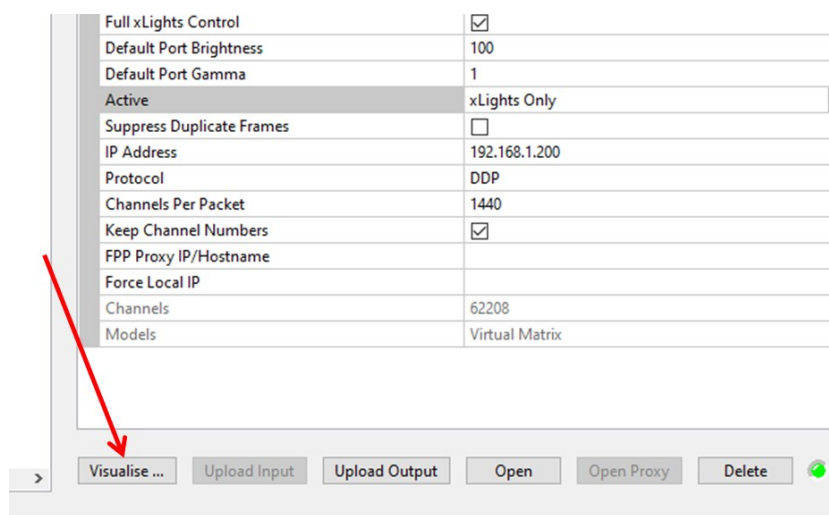 Full xLights Control
Default Port Brightness 100
Default Port Gamma 1
Active xLights Only
Suppress Duplicate Frames
IP Address 192.168.1.200
Protocol DDP
Channels Per Packet 1440
Keep Channel Numbers
FPP Proxy IP/Hostname
Force Local IP
Channels 62208
Models Virtual Matrix
Visualise ... Upload Input Upload Output Open Open Proxy Delete